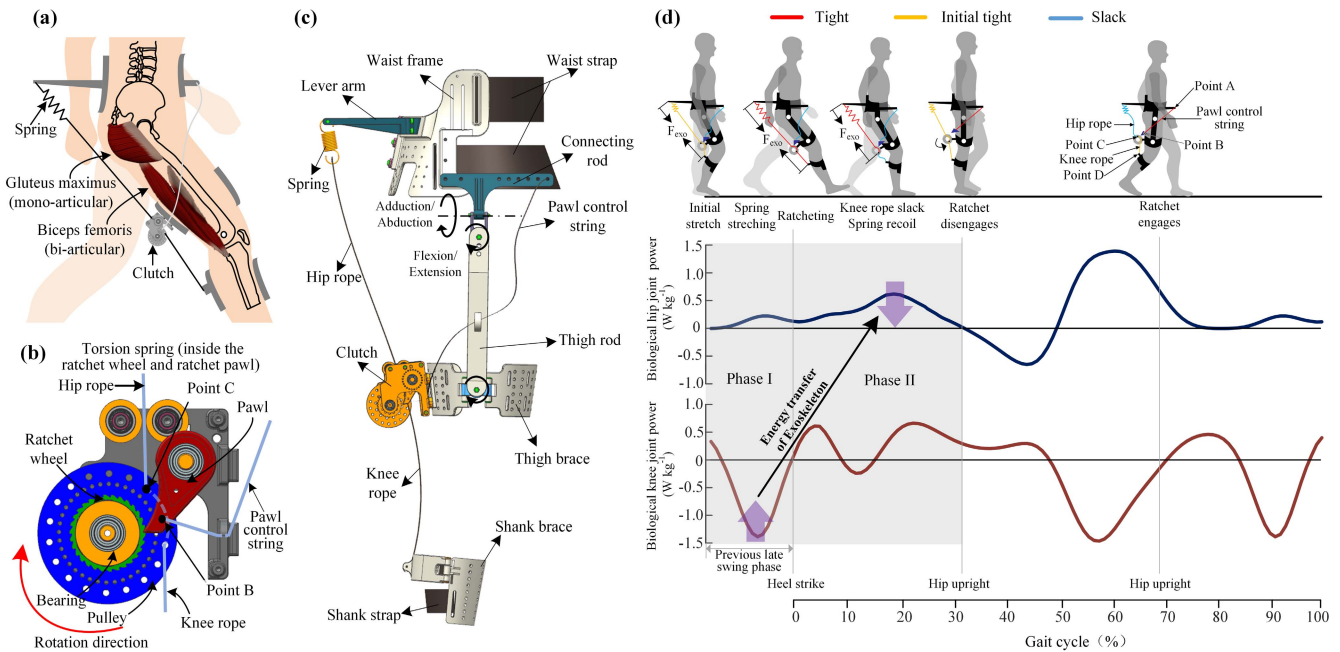 (a)
Spring
Gluteus maximus
(mono-articular)
Biceps femoris
(bi-articular)
Clutch
(b)
Torsion spring (inside the
ratchet wheel and ratchet pawl)
Hip rope
Point C
Pawl
Ratchet
wheel
Pawl
control
string
Bearing
Pulley
Point B
Knee rope
Rotation direction
(c)
Waist frame
Waist strap
Lever arm
Connecting
rod
Spring
Adduction/
Abduction
Pawl control
string
Flexion/
Extension
Hip rope
Clutch
Thigh rod
Thigh brace
Knee
rope
Shank brace
Shank strap
(d)
Tight
Initial tight
Slack
Fexo
Fexo
Fexo
Point A
Pawl control
string
Hip rope
Point C
Point B
Knee rope
Point D
Initial
stretch
Spring
streching
Ratcheting
Knee rope slack
Spring recoil
Ratchet
disengages
Ratchet
engages
Biological hip joint power
(W kg-1)
1.0
0.5
0
-0.5
-1.0
Phase I
Phase II
Energy transfer
of Exoskeleton
Biological knee joint power
(W kg-1)
1.0
0.5
0
-0.5
-1.0
-1.5
Previous late
swing phase
Heel strike
Hip upright
Hip upright
0 10 20 30 40 50 60 70 80 90 100
Gait cycle（%）